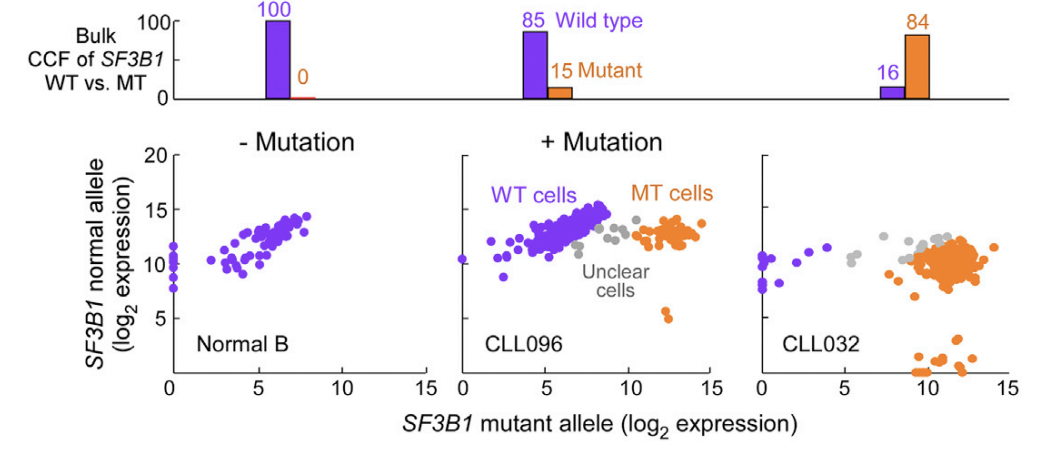 Bulk
CCF of SF3B1
WT vs. MT
100
0
100
0
85 Wild type
15 Mutant
16
84
- Mutation
+ Mutation
SF3B1 normal allele
(log2 expression)
20
15
10
5
WT cells
MT cells
Unclear
cells
Normal B
CLL096
CLL032
0 5 10 15
0 5 10 15
0 5 10 15
SF3B1 mutant allele (log2 expression)